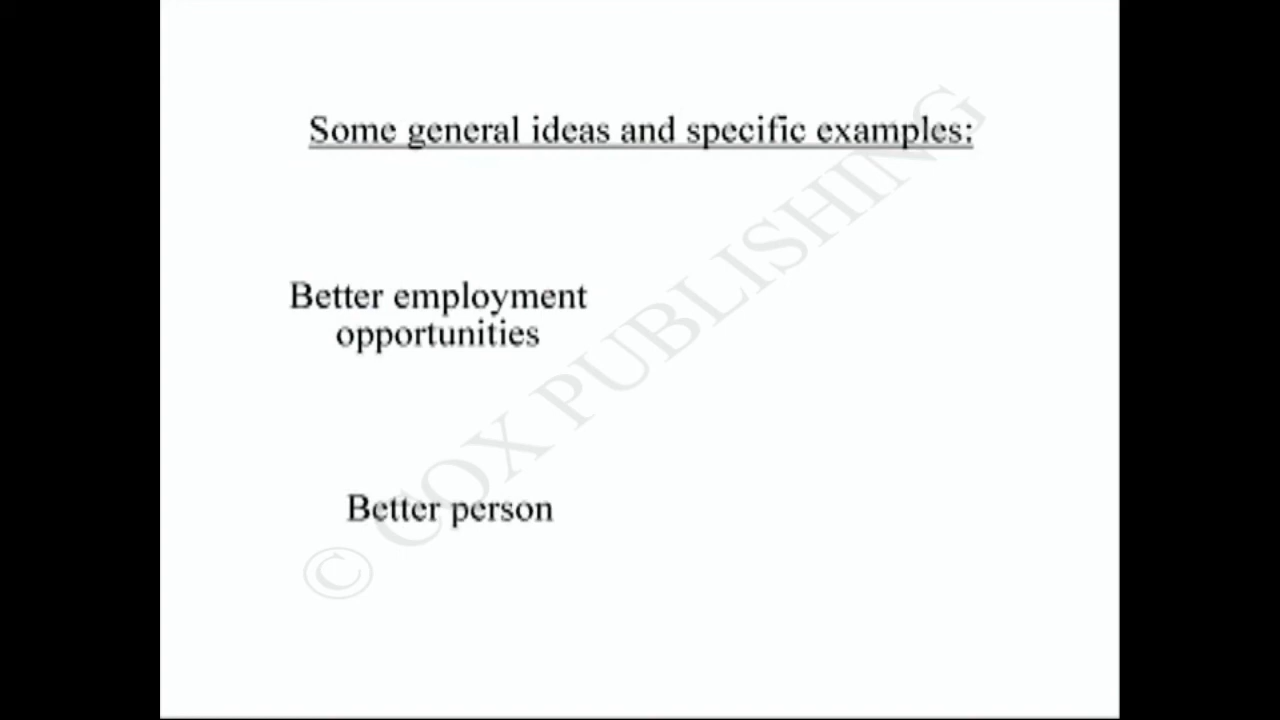 Some general ideas and specific examples:
Better employment
opportunities
Better person
© COX PUBLISHING